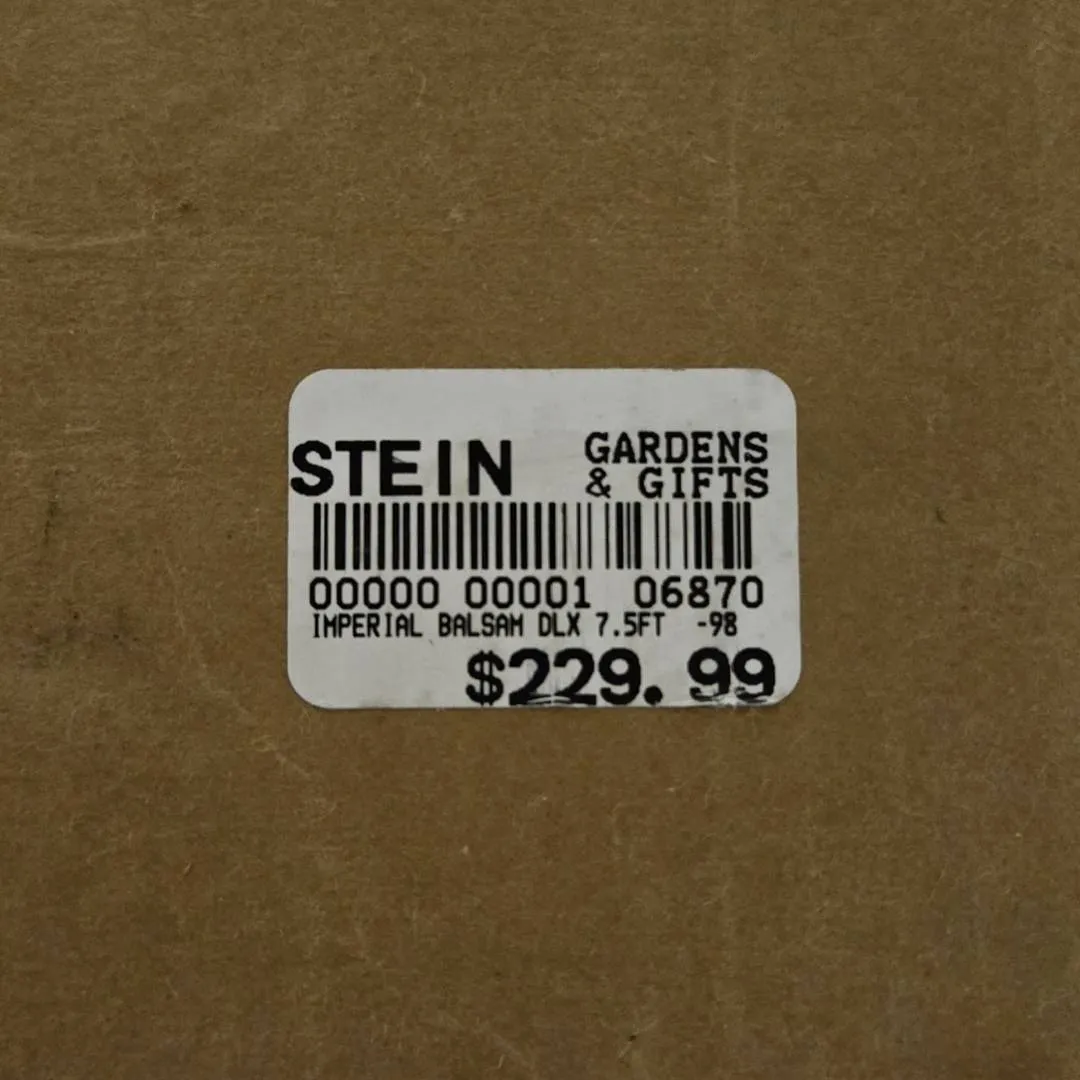 STEIN GARDENS
& GIFTS
00000 00001 06870
IMPERIAL BALSAM DLX 7.5FT -98
$229.99